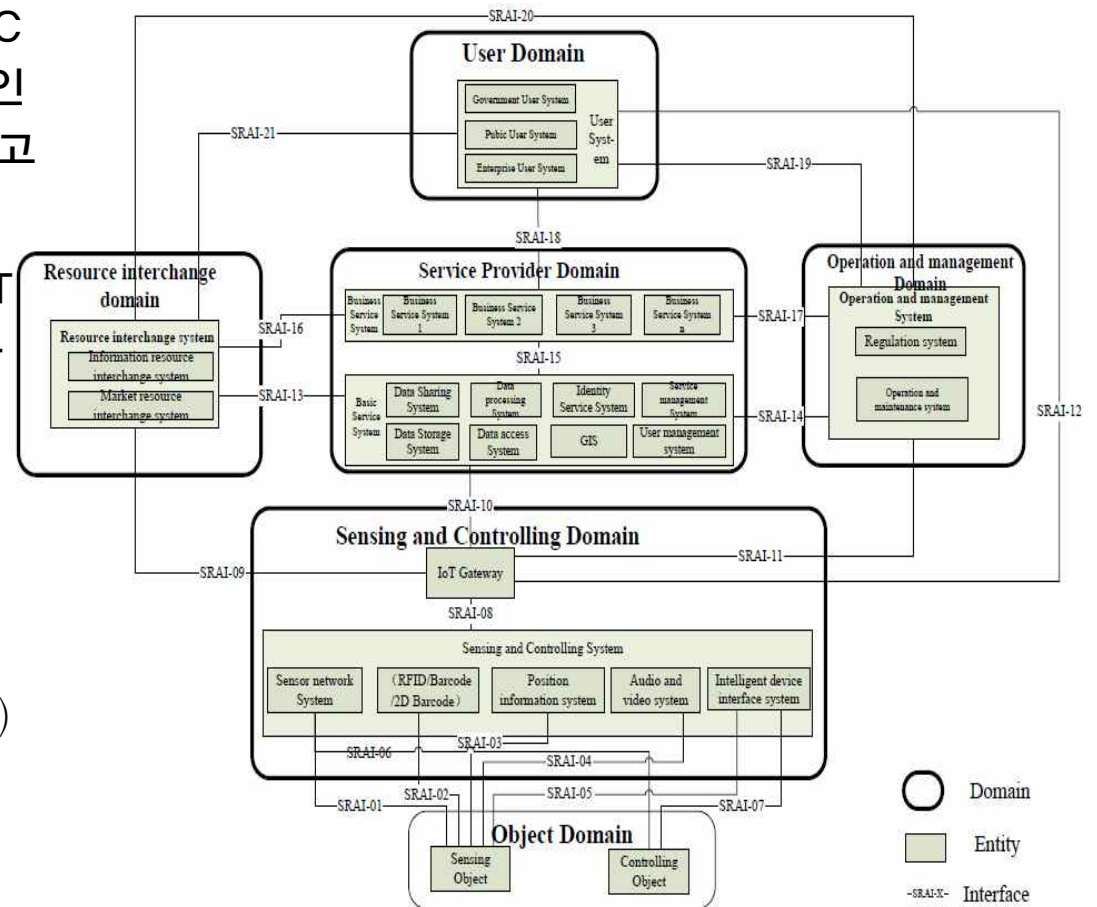 C
인
고
T
)
SRAI-20
User Domain
Government User System
Pubic User System
Enterprise User System
User
Syst-
em
SRAI-21
SRAI-19
SRAI-18
Resource interchange
domain
Resource interchange system
Information resource
interchange system
Market resource
interchange system
SRAI-16
SRAI-13
Service Provider Domain
Business
Service
System
Business
Service System
1
Business Service
System 2
Business
Service System
3
Business
Service System
n
SRAI-15
Basic
Service
System
Data Sharing
System
Data
processing
System
Identity
Service System
Service
management
System
Data Storage
System
Data access
System
GIS
User management
system
SRAI-17
SRAI-14
Operation and management
Domain
Operation and management
System
Regulation system
Operation and
maintenance system
SRAI-12
SRAI-10
Sensing and Controlling Domain
SRAI-11
IoT Gateway
SRAI-09
SRAI-08
Sensing and Controlling System
Sensor network
System
(RFID/Barcode
/2D Barcode)
Position
information system
Audio and
video system
Intelligent device
interface system
SRAI-03
SRAI-06
SRAI-04
SRAI-02
SRAI-05
SRAI-01
SRAI-07
Object Domain
Sensing
Object
Controlling
Object
Domain
Entity
-SRAI-X- Interface